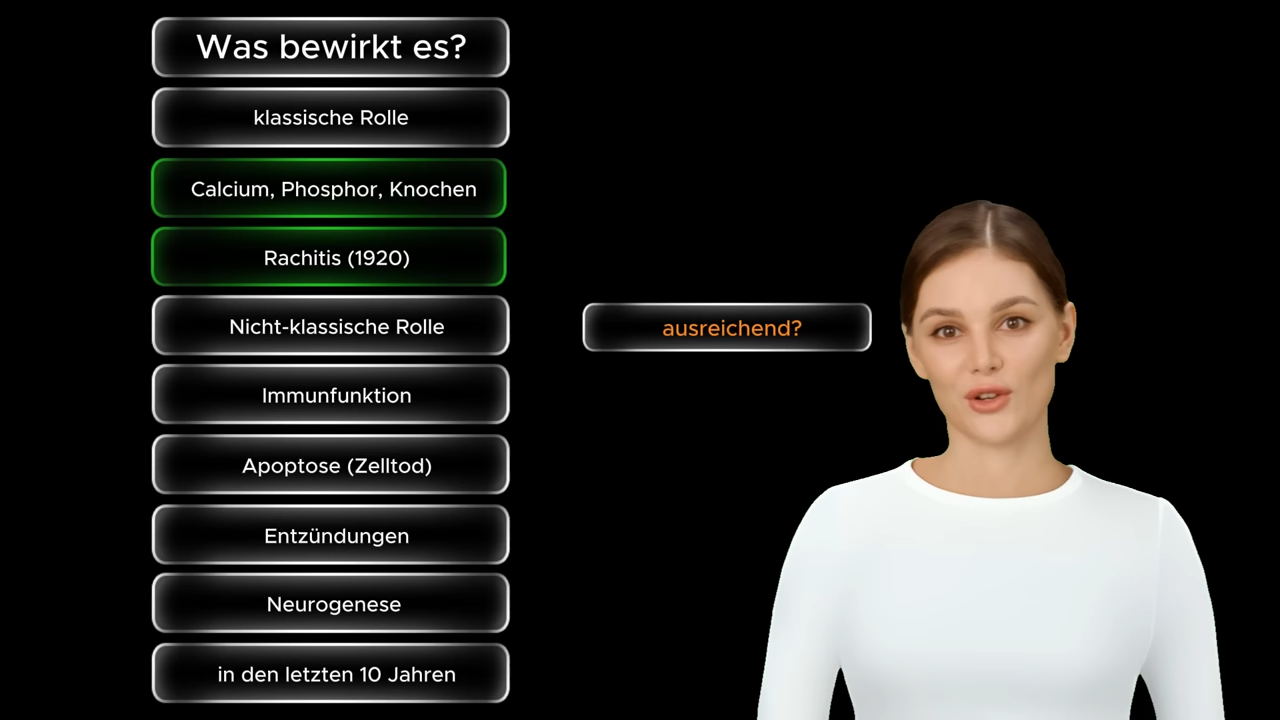 Was bewirkt es?
klassische Rolle
Calcium, Phosphor, Knochen
Rachitis (1920)
Nicht-klassische Rolle
ausreichend?
Immunfunktion
Apoptose (Zelltod)
Entzündungen
Neurogenese
in den letzten 10 Jahren